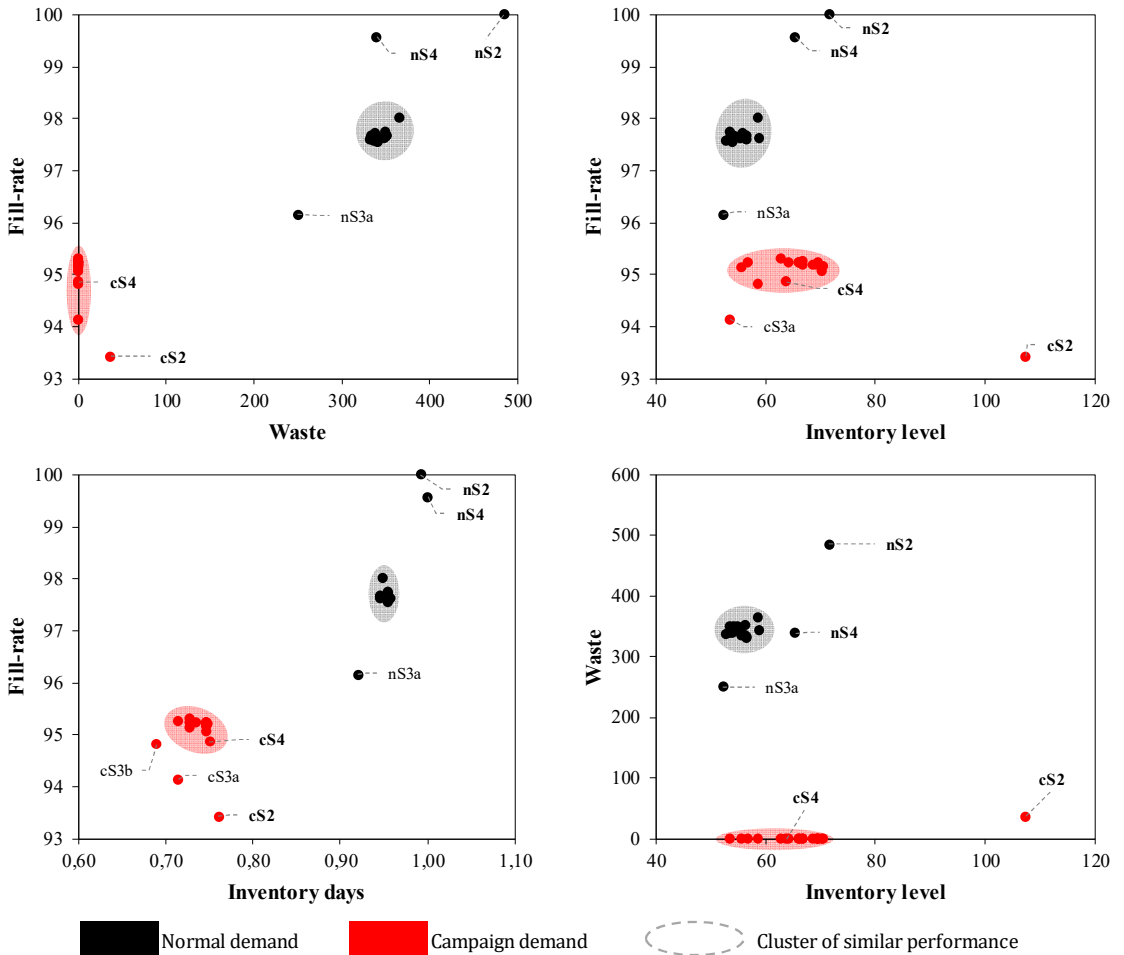 100
99
98
97
96
95
94
93
Fill-rate
nS4
nS2
nS3a
cS4
cS2
0
100
200
300
400
500
Waste
100
99
98
97
96
95
94
93
Fill-rate
nS2
nS4
nS3a
cS4
cS3a
cS2
40
60
80
100
120
Inventory level
100
99
98
97
96
95
94
93
Fill-rate
nS2
nS4
nS3a
cS4
cS3b
cS3a
cS2
0,60
0,70
0,80
0,90
1,00
1,10
Inventory days
600
500
400
300
200
100
0
Waste
nS2
nS4
nS3a
cS4
cS2
40
60
80
100
120
Inventory level
Normal demand
Campaign demand
Cluster of similar performance